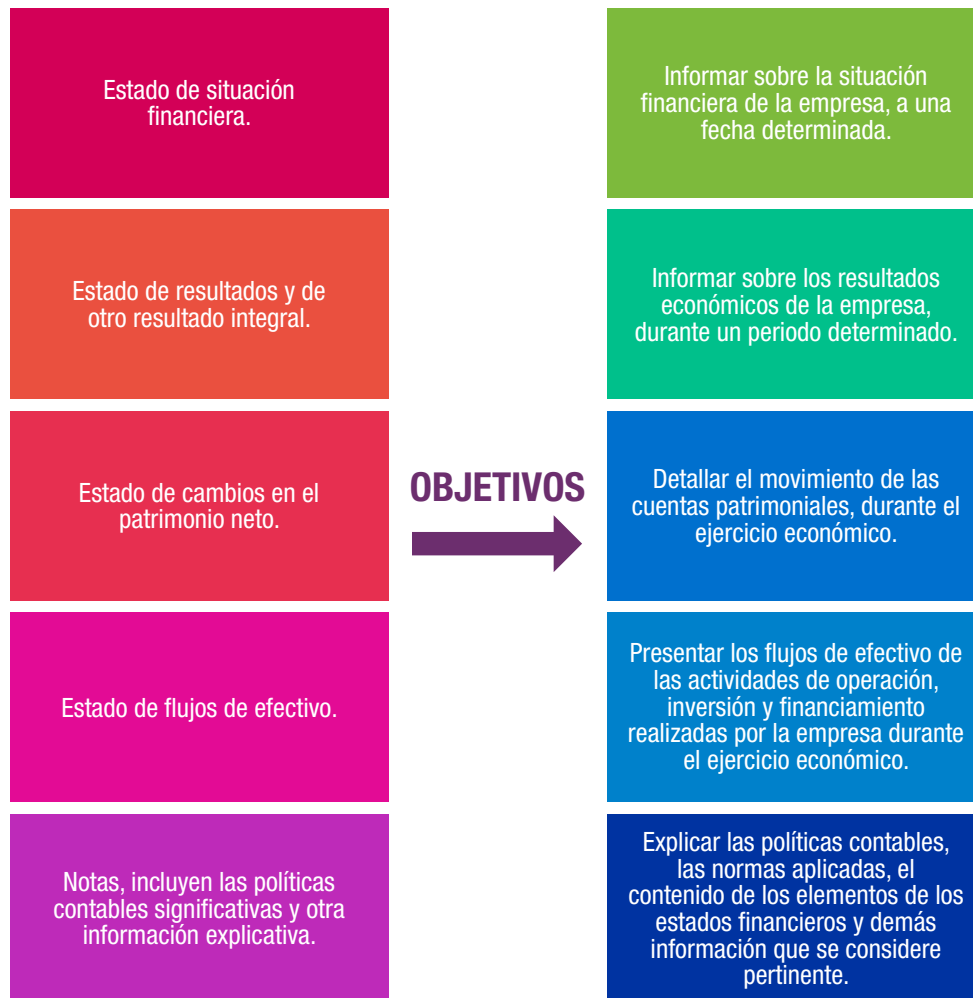 Estado de situación
financiera.
Informar sobre la situación
financiera de la empresa, a una
fecha determinada.
Estado de resultados y de
otro resultado integral.
Informar sobre los resultados
económicos de la empresa,
durante un periodo determinado.
Estado de cambios en el
patrimonio neto.
OBJETIVOS
Detallar el movimiento de las
cuentas patrimoniales, durante el
ejercicio económico.
Estado de flujos de efectivo.
Presentar los flujos de efectivo de
las actividades de operación,
inversión y financiamiento
realizadas por la empresa durante
el ejercicio económico.
Notas, incluyen las políticas
contables significativas y otra
información explicativa.
Explicar las políticas contables,
las normas aplicadas, el
contenido de los elementos de los
estados financieros y demás
información que se considere
pertinente.